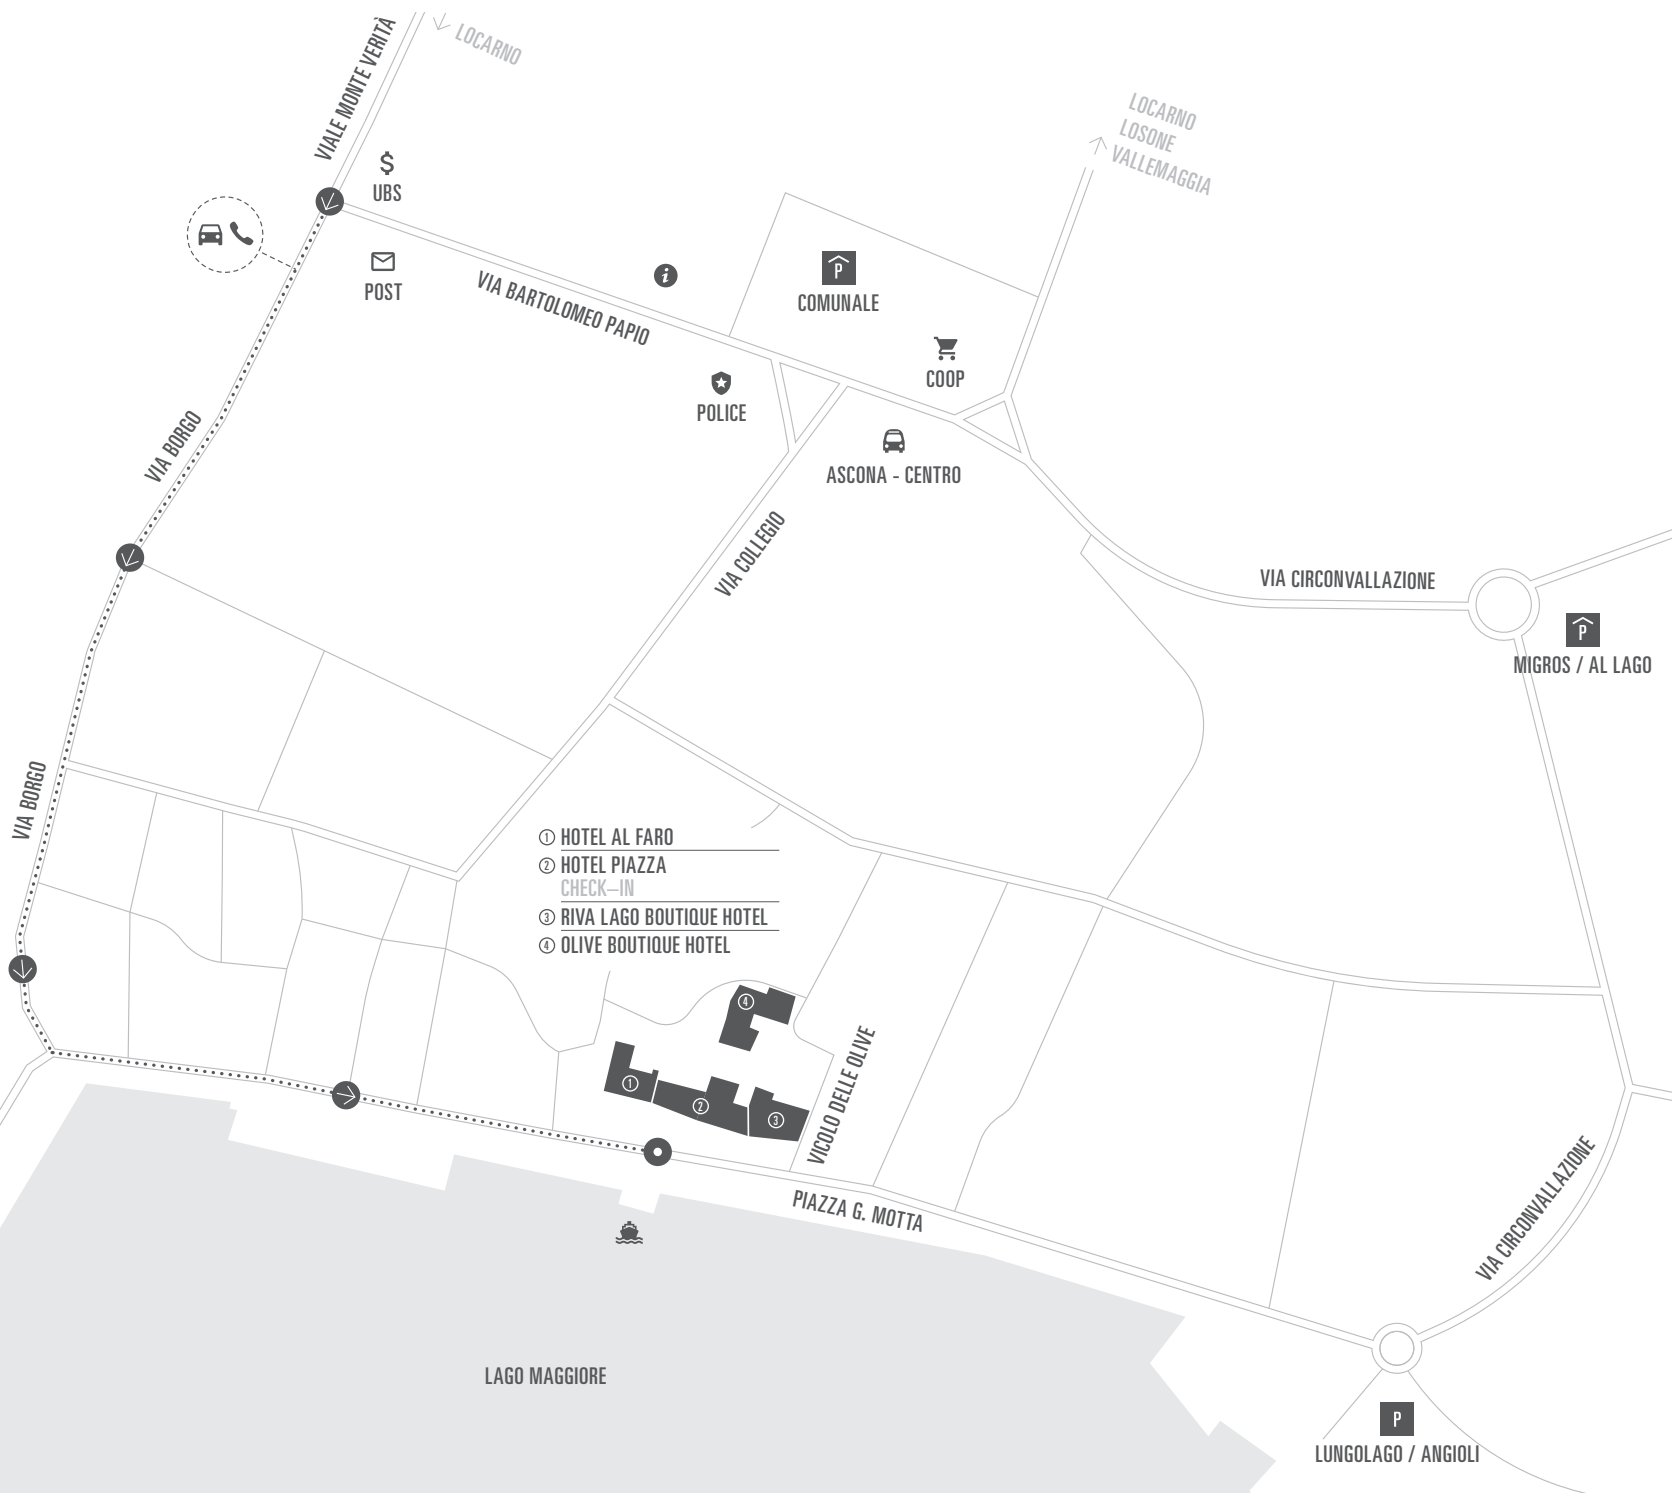 VIALE MONTE VERITÀ
LOCARNO
LOCARNO
LOSONE
VALLEMAGGIA
$
UBS
POST
VIA BARTOLOMEO PAPIO
i
P
COMUNALE
COOP
POLICE
ASCONA - CENTRO
VIA BORGO
VIA COLLEGIO
VIA CIRCONVALLAZIONE
P
MIGROS / AL LAGO
VIA BORGO
1 HOTEL AL FARO
2 HOTEL PIAZZA
CHECK–IN
3 RIVA LAGO BOUTIQUE HOTEL
4 OLIVE BOUTIQUE HOTEL
4
1
2
3
VICOLO DELLE OLIVE
PIAZZA G. MOTTA
VIA CIRCONVALLAZIONE
LAGO MAGGIORE
P
LUNGOLAGO / ANGIOLI